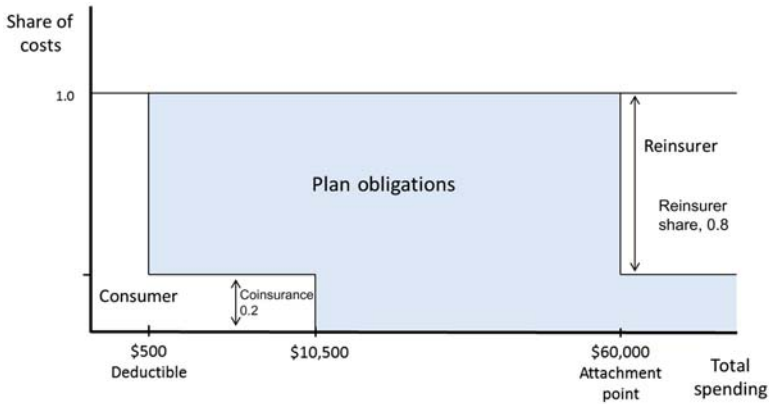 Share of
costs
1.0
Plan obligations
Reinsurer
Reinsurer
share, 0.8
Consumer
Coinsurance
0.2
$500
Deductible
$10,500
$60,000
Attachment
point
Total
spending